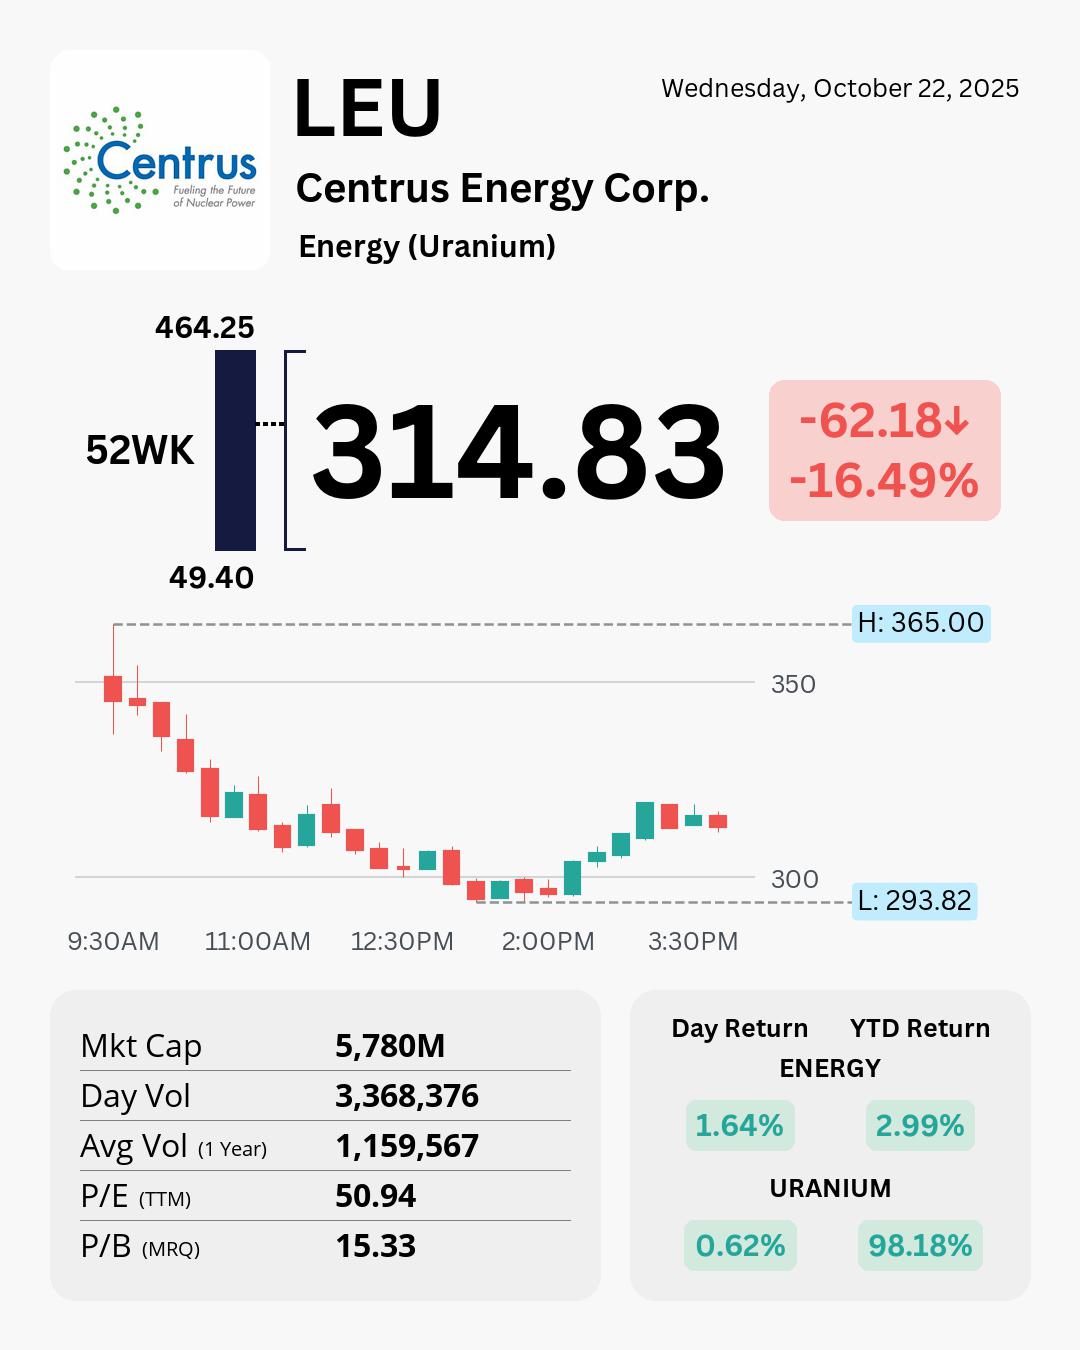 Centrus
Fueling the Future
of Nuclear Power
LEU
Wednesday, October 22, 2025
Centrus Energy Corp.
Energy (Uranium)
464.25
52WK
49.40
314.83
-62.18↓
-16.49%
H: 365.00
350
300
L: 293.82
9:30AM 11:00AM 12:30PM 2:00PM 3:30PM
Mkt Cap 5,780M
Day Vol 3,368,376
Avg Vol (1 Year) 1,159,567
P/E (TTM) 50.94
P/B (MRQ) 15.33
Day Return YTD Return
ENERGY
1.64% 2.99%
URANIUM
0.62% 98.18%